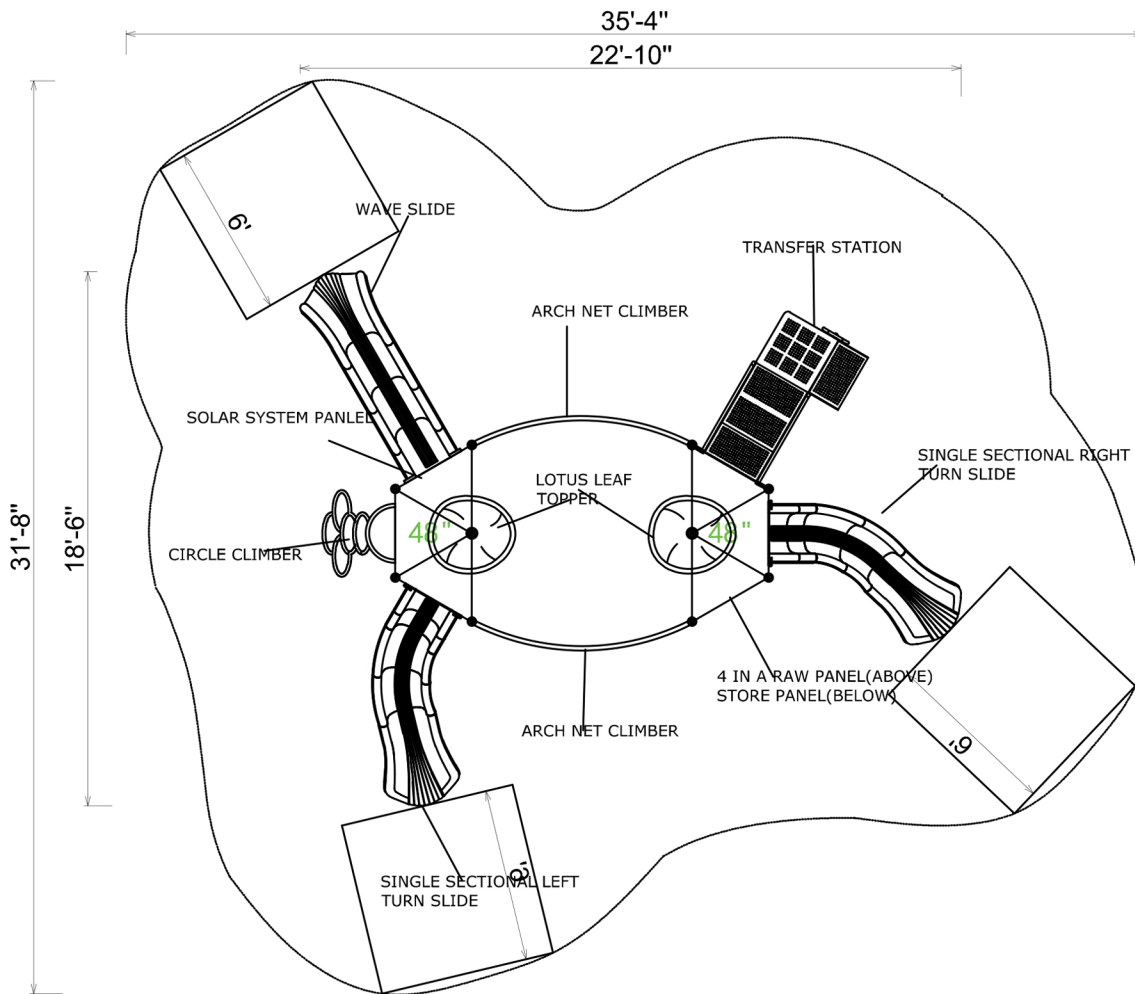 35'-4"
22'-10"
6'
WAVE SLIDE
TRANSFER STATION
ARCH NET CLIMBER
SOLAR SYSTEM PANLEL
SINGLE SECTIONAL RIGHT
TURN SLIDE
LOTUS LEAF
TOPPER
48"
48"
31'-8"
18'-6"
CIRCLE CLIMBER
4 IN A RAW PANEL(ABOVE)
STORE PANEL(BELOW)
ARCH NET CLIMBER
6'
6'
SINGLE SECTIONAL LEFT
TURN SLIDE